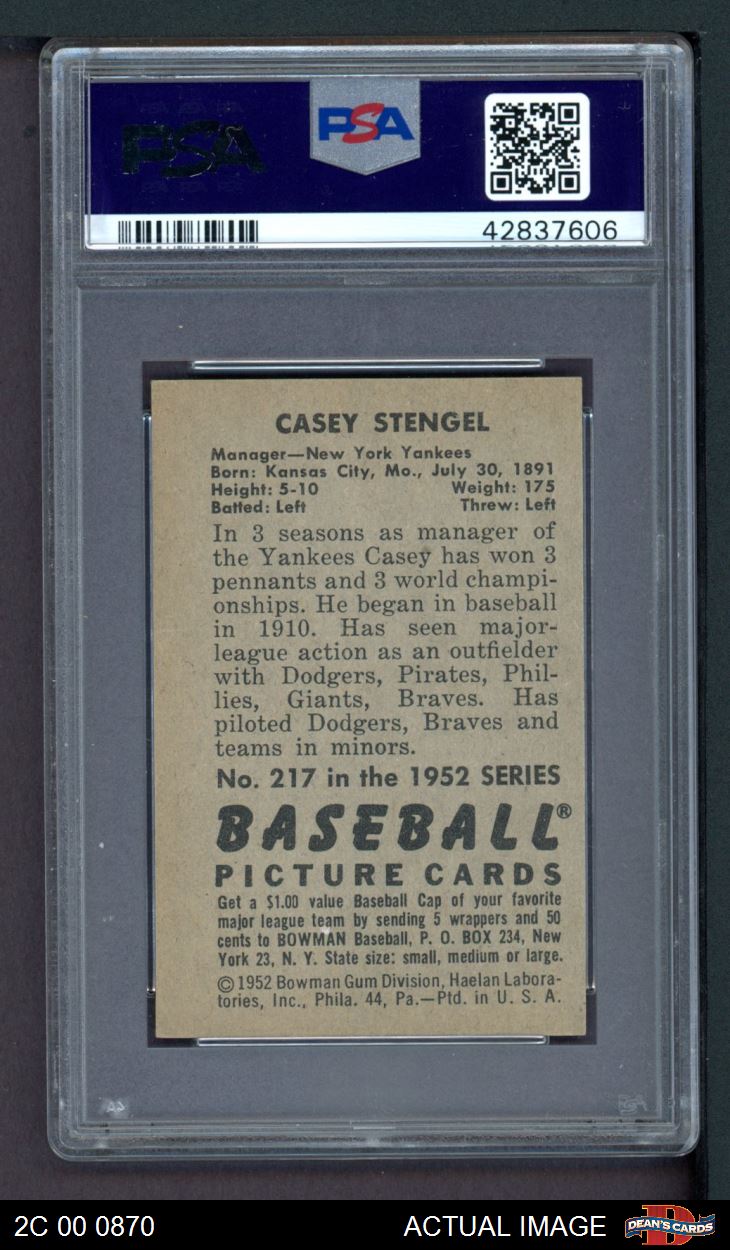 PSA
PSA
42837606
CASEY STENGEL
Manager—New York Yankees
Born: Kansas City, Mo., July 30, 1891
Height: 5-10 Weight: 175
Batted: Left Threw: Left
In 3 seasons as manager of
the Yankees Casey has won 3
pennants and 3 world champi-
onships. He began in baseball
in 1910. Has seen major-
league action as an outfielder
with Dodgers, Pirates, Phil-
lies, Giants, Braves. Has
piloted Dodgers, Braves and
teams in minors.
No. 217 in the 1952 SERIES
BASEBALL®
PICTURE CARDS
Get a $1.00 value Baseball Cap of your favorite
major league team by sending 5 wrappers and 50
cents to BOWMAN Baseball, P. O. BOX 234, New
York 23, N. Y. State size: small, medium or large.
©1952 Bowman Gum Division, Haelan Labora-
tories, Inc., Phila. 44, Pa.—Ptd. in U. S. A.
2C 00 0870 ACTUAL IMAGE
DEAN'S CARDS